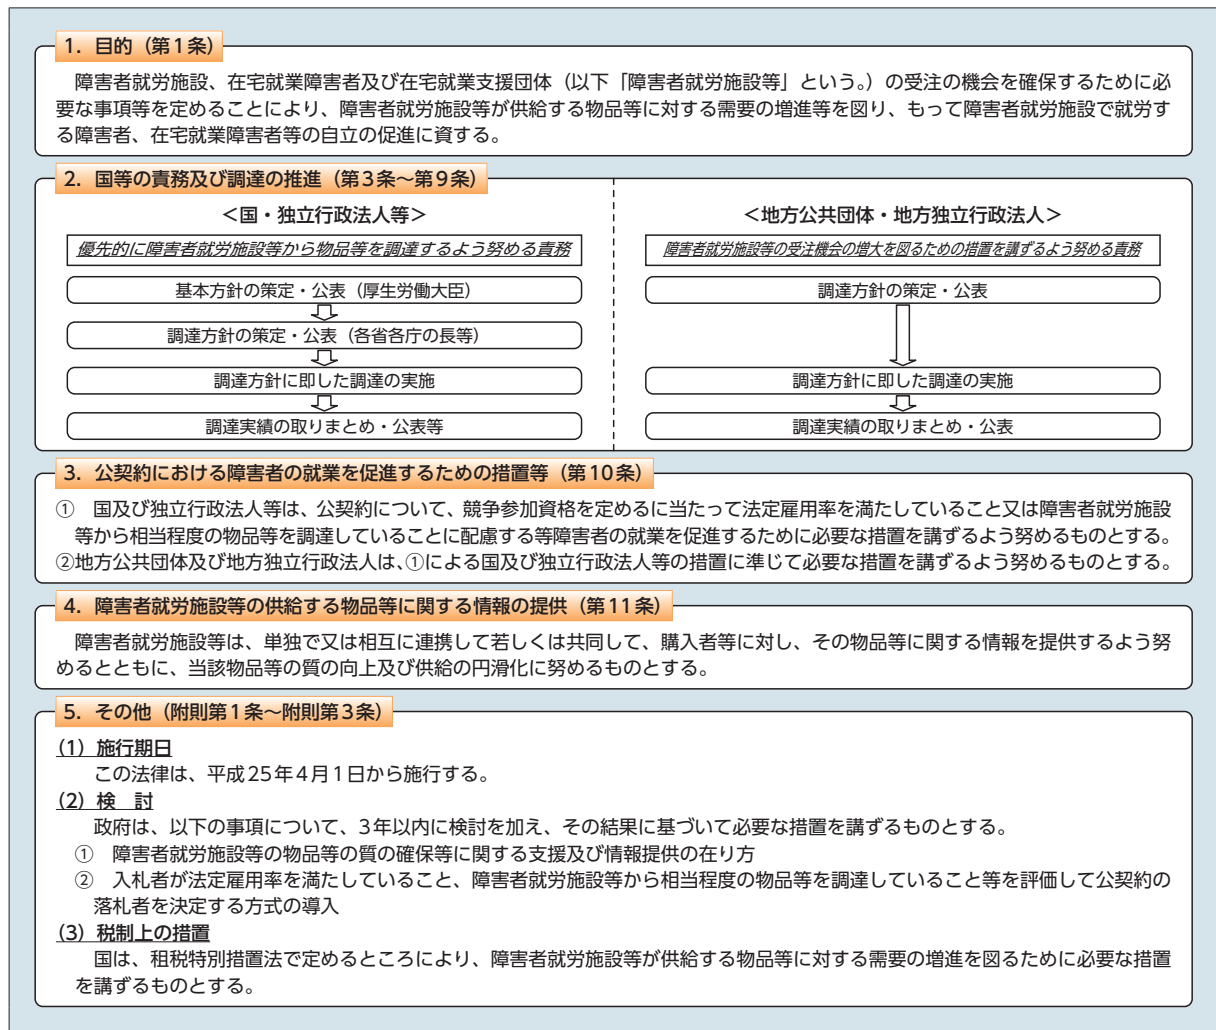 1．目的（第1条）
障害者就労施設、在宅就業障害者及び在宅就業支援団体（以下「障害者就労施設等」という。）の受注の機会を確保するために必
要な事項等を定めることにより、障害者就労施設等が供給する物品等に対する需要の増進等を図り、もって障害者就労施設で就労す
る障害者、在宅就業障害者等の自立の促進に資する。
2．国等の責務及び調達の推進（第3条～第9条）
＜国・独立行政法人等＞
優先的に障害者就労施設等から物品等を調達するよう努める責務
基本方針の策定・公表（厚生労働大臣）
調達方針の策定・公表（各省各庁の長等）
調達方針に即した調達の実施
調達実績の取りまとめ・公表等
＜地方公共団体・地方独立行政法人＞
障害者就労施設等の受注機会の増大を図るための措置を講ずるよう努める責務
調達方針の策定・公表
調達方針に即した調達の実施
調達実績の取りまとめ・公表
3．公契約における障害者の就業を促進するための措置等（第10条）
①　国及び独立行政法人等は、公契約について、競争参加資格を定めるに当たって法定雇用率を満たしていること又は障害者就労施設
等から相当程度の物品等を調達していることに配慮する等障害者の就業を促進するために必要な措置を講ずるよう努めるものとする。
②地方公共団体及び地方独立行政法人は、①による国及び独立行政法人等の措置に準じて必要な措置を講ずるよう努めるものとする。
4．障害者就労施設等の供給する物品等に関する情報の提供（第11条）
障害者就労施設等は、単独で又は相互に連携して若しくは共同して、購入者等に対し、その物品等に関する情報を提供するよう努
めるとともに、当該物品等の質の向上及び供給の円滑化に努めるものとする。
5．その他（附則第1条～附則第3条）
（1）施行期日
この法律は、平成25年4月1日から施行する。
（2）検　討
政府は、以下の事項について、3年以内に検討を加え、その結果に基づいて必要な措置を講ずるものとする。
①　障害者就労施設等の物品等の質の確保等に関する支援及び情報提供の在り方
②　入札者が法定雇用率を満たしていること、障害者就労施設等から相当程度の物品等を調達していること等を評価して公契約の
落札者を決定する方式の導入
（3）税制上の措置
国は、租税特別措置法で定めるところにより、障害者就労施設等が供給する物品等に対する需要の増進を図るために必要な措置
を講ずるものとする。